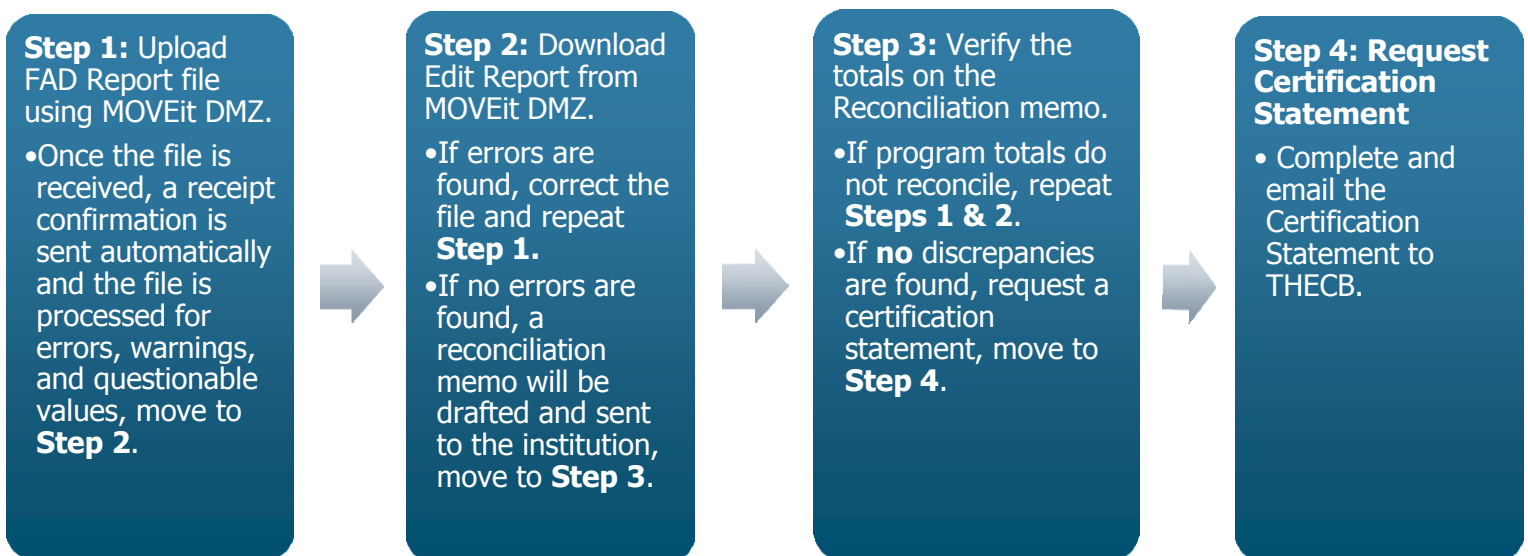 Step 1: Upload
FAD Report file
using MOVEit DMZ.
•Once the file is
received, a receipt
confirmation is
sent automatically
and the file is
processed for
errors, warnings,
and questionable
values, move to
Step 2.
Step 2: Download
Edit Report from
MOVEit DMZ.
•If errors are
found, correct the
file and repeat
Step 1.
•If no errors are
found, a
reconciliation
memo will be
drafted and sent
to the institution,
move to Step 3.
Step 3: Verify the
totals on the
Reconciliation memo.
•If program totals do
not reconcile, repeat
Steps 1 & 2.
•If no discrepancies
are found, request a
certification
statement, move to
Step 4.
Step 4: Request
Certification
Statement
• Complete and
email the
Certification
Statement to
THECB.